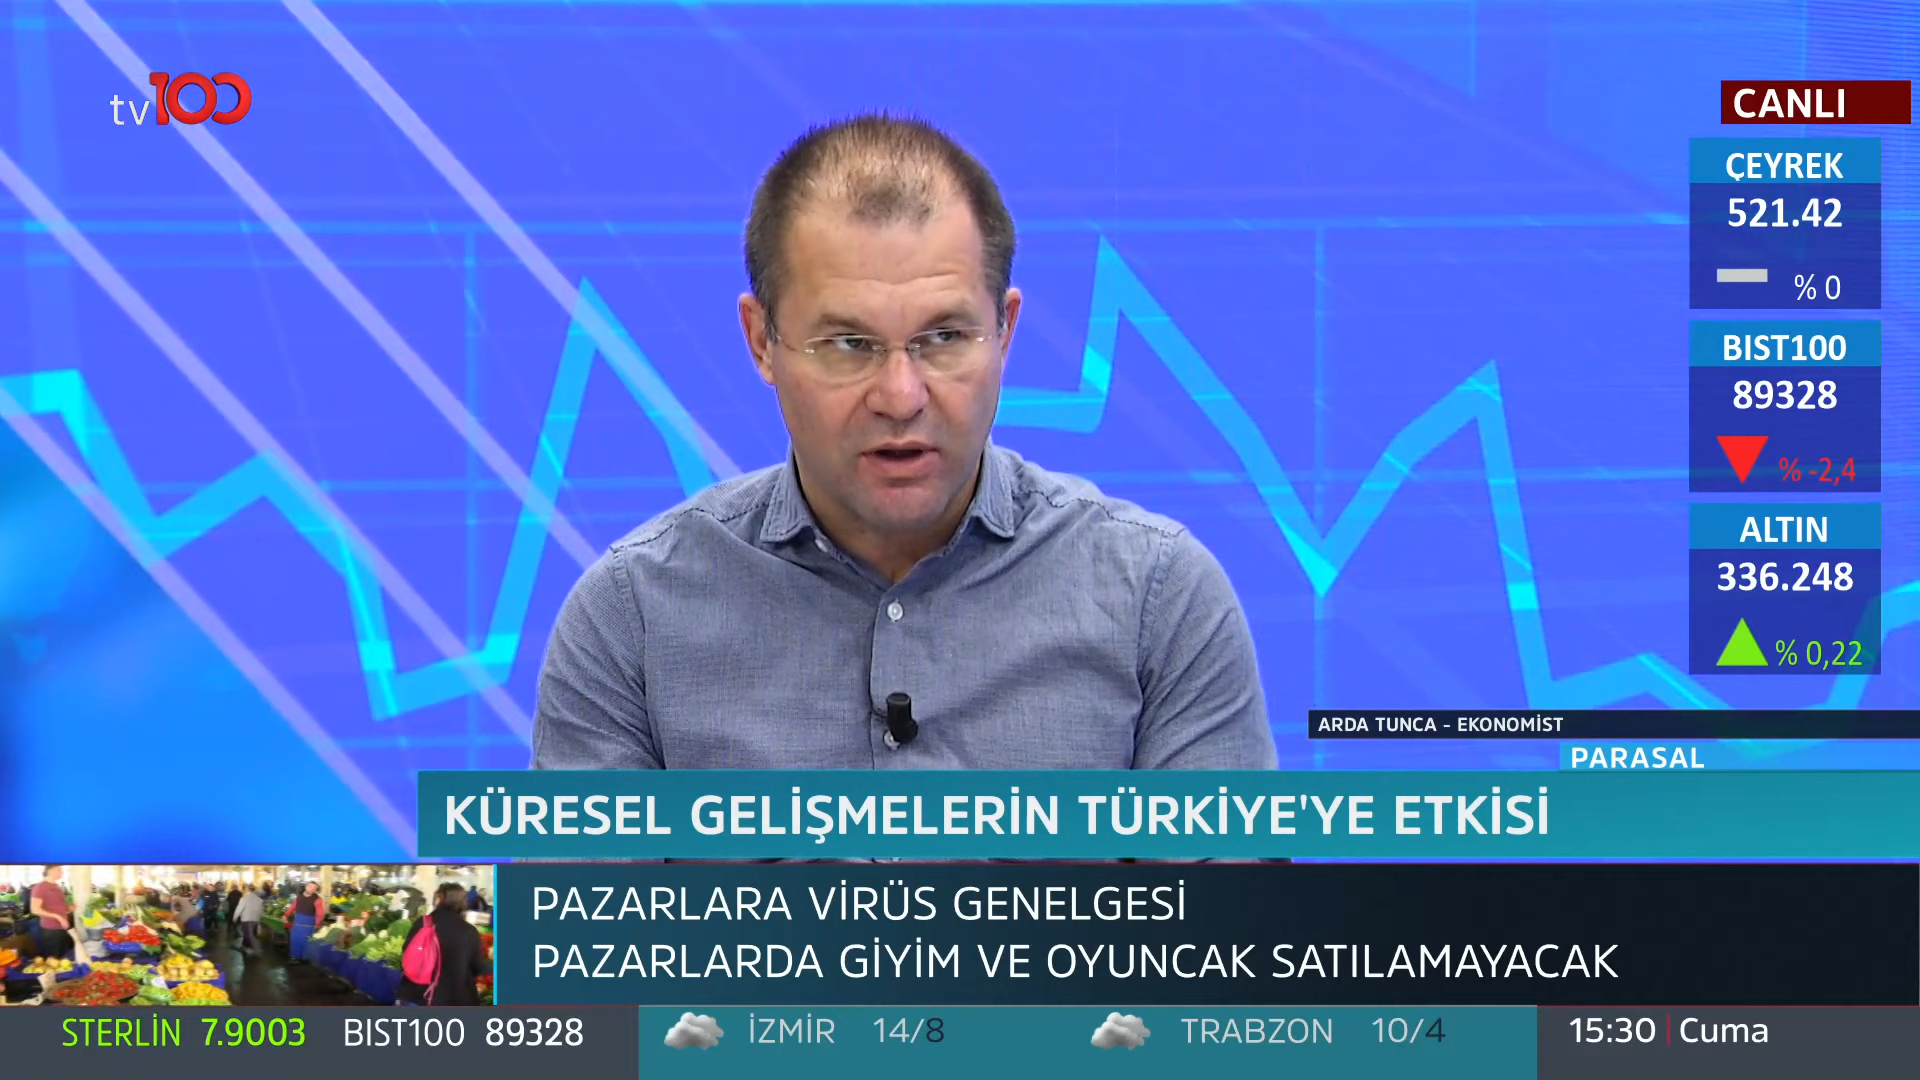 tv100
CANLI
ÇEYREK
521.42
% 0
BIST100
89328
% -2,4
ALTIN
336.248
% 0,22
ARDA TUNCA - EKONOMİST
PARASAL
KÜRESEL GELİŞMELERİN TÜRKİYE'YE ETKİSİ
PAZARLARA VİRÜS GENELGESİ
PAZARLARDA GİYİM VE OYUNCAK SATILAMAYACAK
STERLİN 7.9003 BIST100 89328 İZMİR 14/8 TRABZON 10/4 15:30 Cuma